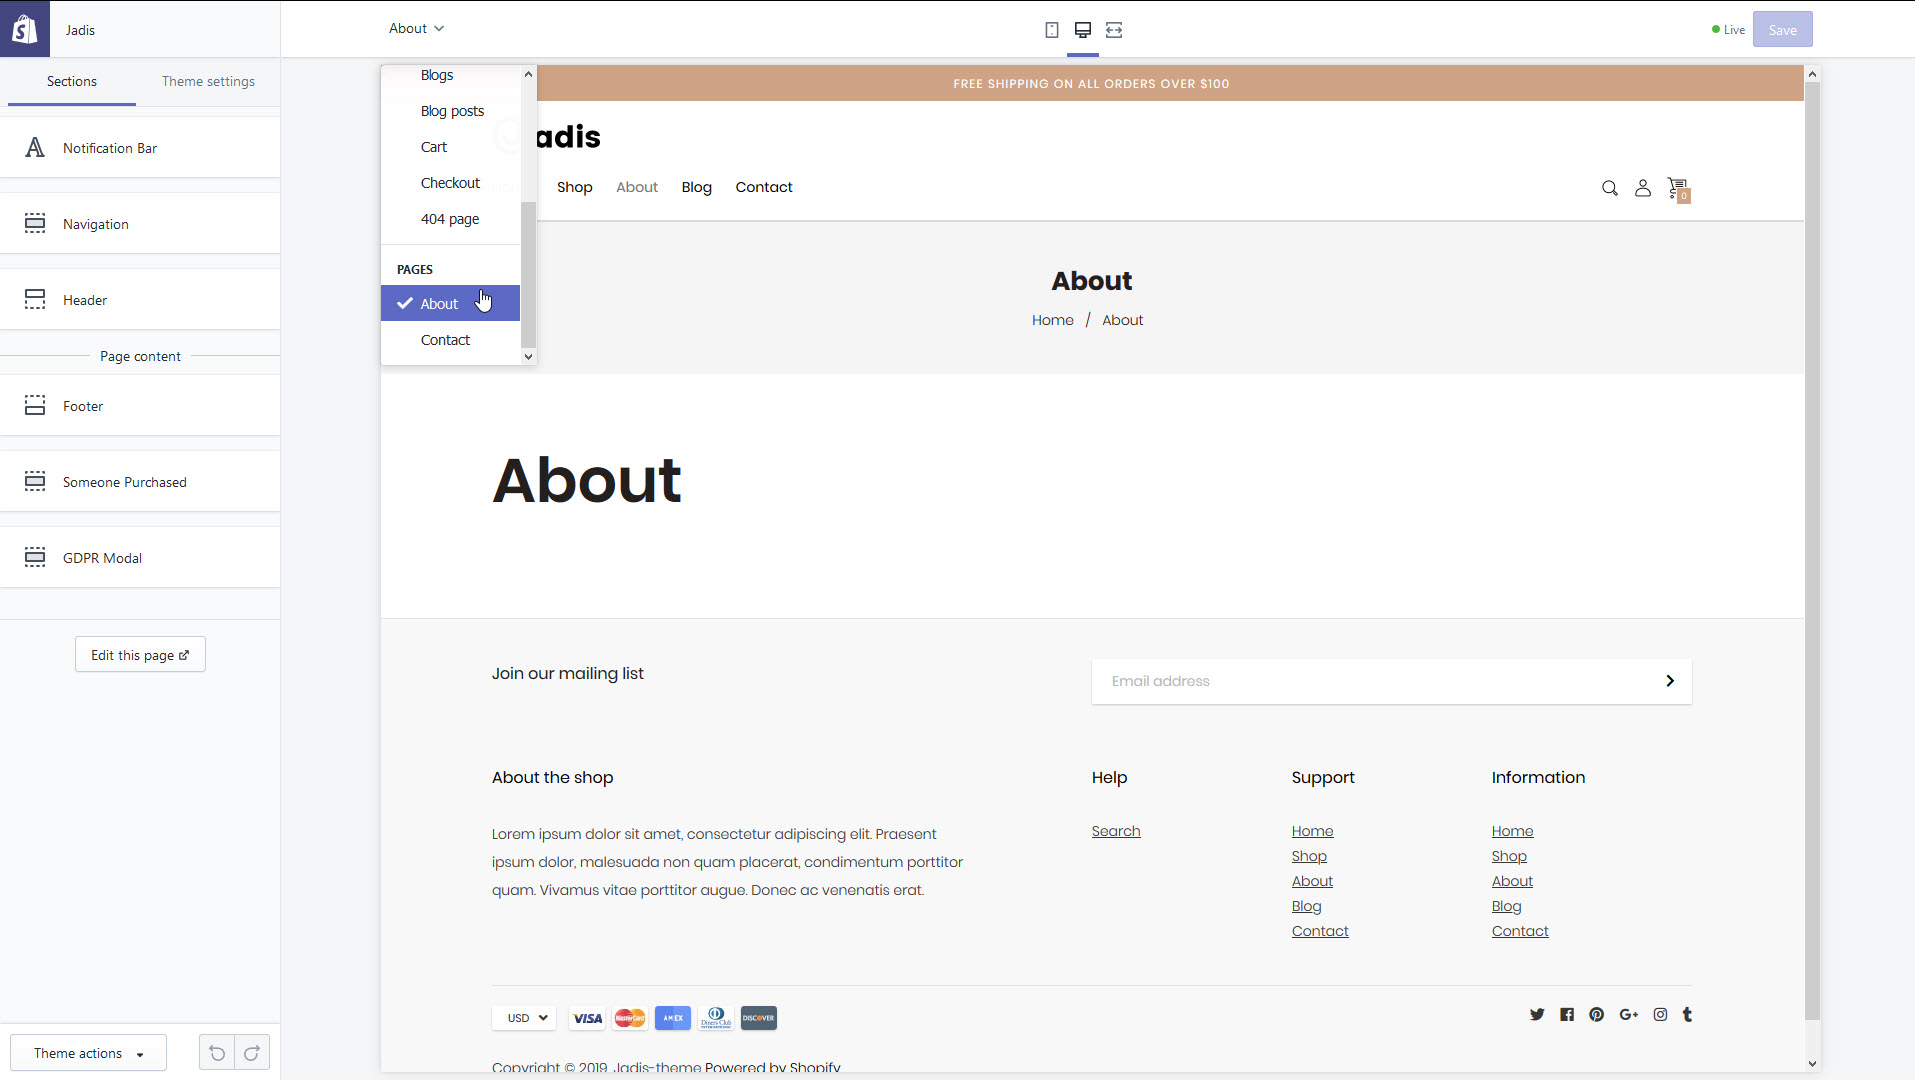 Jadis
About
Live
Save
Sections
Theme settings
Notification Bar
Navigation
Header
Page content
Footer
Someone Purchased
GDPR Modal
Edit this page
Theme actions
Blogs
Blog posts
Cart
Checkout
404 page
PAGES
About
Contact
FREE SHIPPING ON ALL ORDERS OVER $100
adis
Shop
About
Blog
Contact
0
About
Home / About
About
Join our mailing list
Email address
About the shop
Lorem ipsum dolor sit amet, consectetur adipiscing elit. Praesent
ipsum dolor, malesuada non quam placerat, condimentum porttitor
quam. Vivamus vitae porttitor augue. Donec ac venenatis erat.
Help
Search
Support
Home
Shop
About
Blog
Contact
Information
Home
Shop
About
Blog
Contact
USD
VISA
MasterCard
AMEX
Diners Club
INTERNATIONAL
DISCOVER
Copyright © 2019, Jadis-theme Powered by Shopify